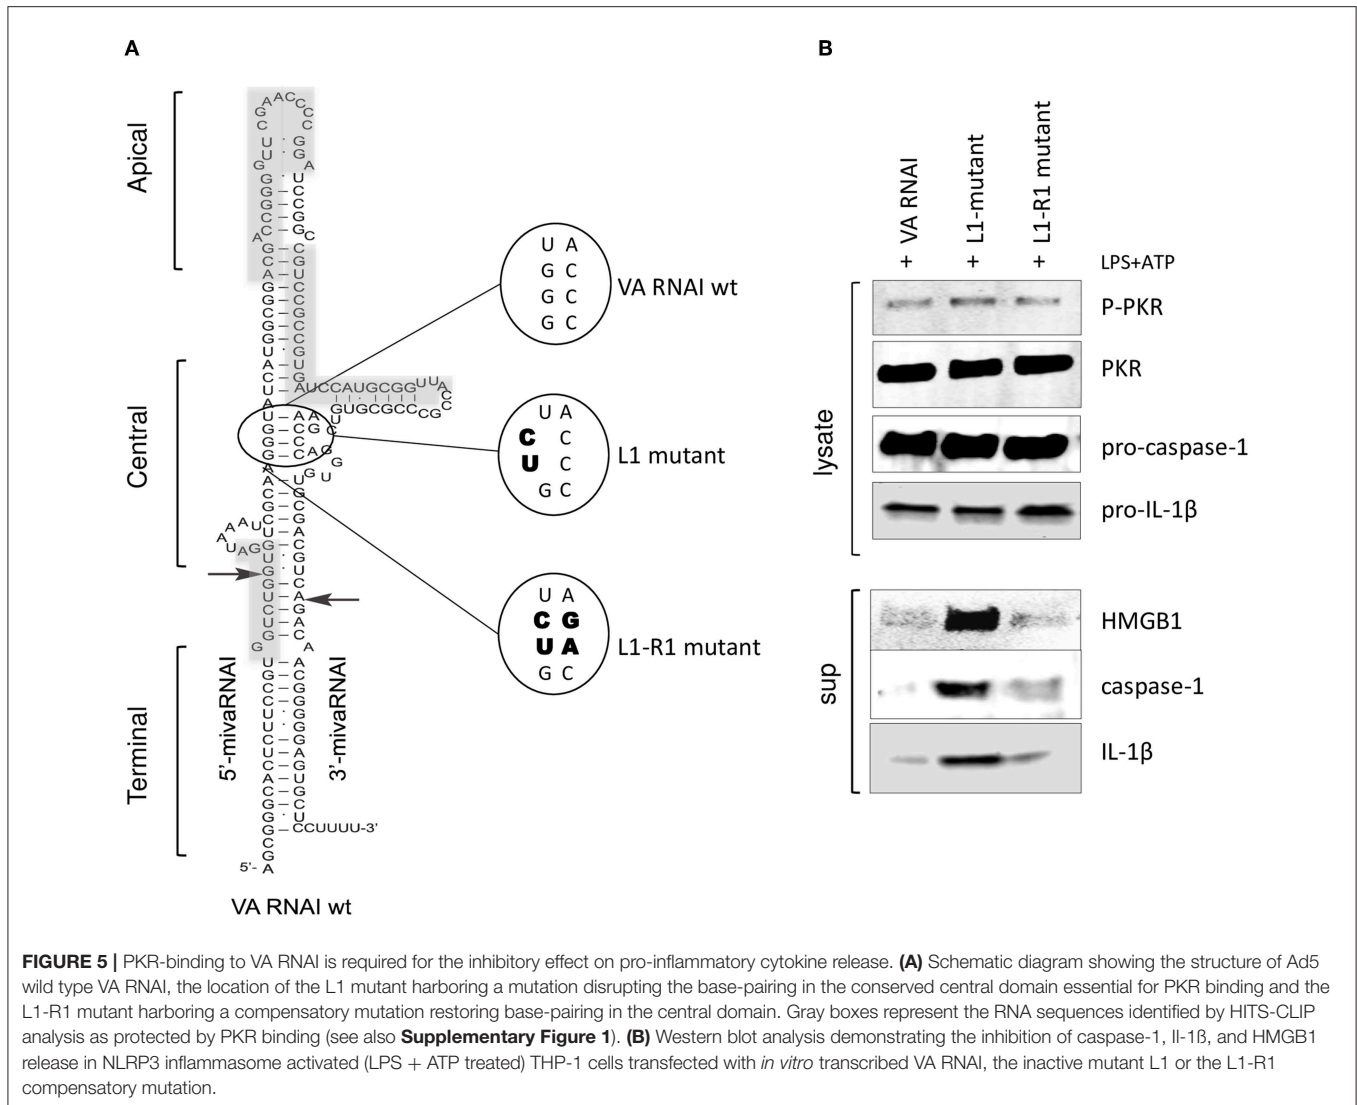 A
B
Apical
Central
Terminal
VA RNAI wt
U A
G C
G C
G C
L1 mutant
U A
C C
U C
G C
L1-R1 mutant
U A
C G
U A
G C
5'-mivaRNAI
3'-mivaRNAI
CCUUUU-3'
5'- A
VA RNAI wt
VA RNAI
L1-mutant
L1-R1 mutant
+ + + LPS+ATP
lysate
P-PKR
PKR
pro-caspase-1
pro-IL-1β
sup
HMGB1
caspase-1
IL-1β
FIGURE 5 | PKR-binding to VA RNAI is required for the inhibitory effect on pro-inflammatory cytokine release. (A) Schematic diagram showing the structure of Ad5
wild type VA RNAI, the location of the L1 mutant harboring a mutation disrupting the base-pairing in the conserved central domain essential for PKR binding and the
L1-R1 mutant harboring a compensatory mutation restoring base-pairing in the central domain. Gray boxes represent the RNA sequences identified by HITS-CLIP
analysis as protected by PKR binding (see also Supplementary Figure 1). (B) Western blot analysis demonstrating the inhibition of caspase-1, Il-1ß, and HMGB1
release in NLRP3 inflammasome activated (LPS + ATP treated) THP-1 cells transfected with in vitro transcribed VA RNAI, the inactive mutant L1 or the L1-R1
compensatory mutation.